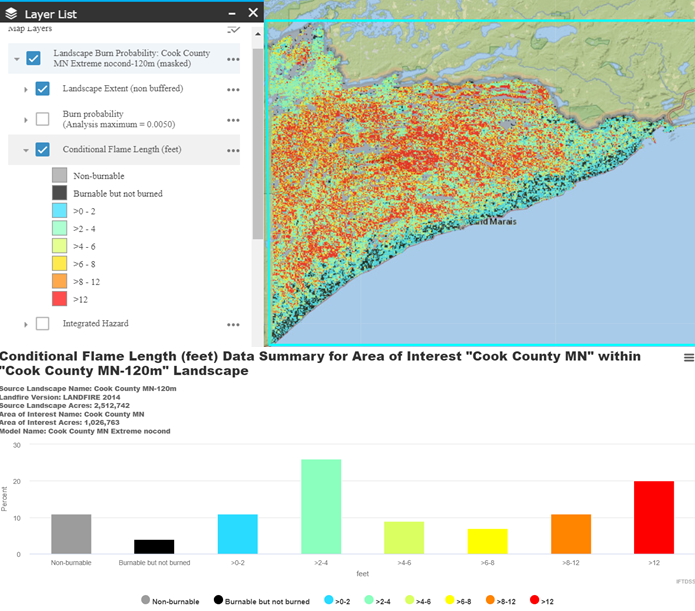 Layer List
Map Layers
Landscape Burn Probability: Cook County
MN Extreme nocond-120m (masked)
Landscape Extent (non buffered)
Burn probability
(Analysis maximum = 0.0050)
Conditional Flame Length (feet)
Non-burnable
Burnable but not burned
>0 - 2
>2 - 4
>4 - 6
>6 - 8
>8 - 12
>12
Integrated Hazard
nd Marais
Conditional Flame Length (feet) Data Summary for Area of Interest "Cook County MN" within
"Cook County MN-120m" Landscape
Source Landscape Name: Cook County MN-120m
Landfire Version: LANDFIRE 2014
Source Landscape Acres: 2,512,742
Area of Interest Name: Cook County MN
Area of Interest Acres: 1,026,763
Model Name: Cook County MN Extreme nocond
30
20
10
0
Percent
Non-burnable Burnable but not burned >0-2 >2-4 >4-6 >6-8 >8-12 >12
feet
IFTDSS
Non-burnable Burnable but not burned >0-2 >2-4 >4-6 >6-8 >8-12 >12